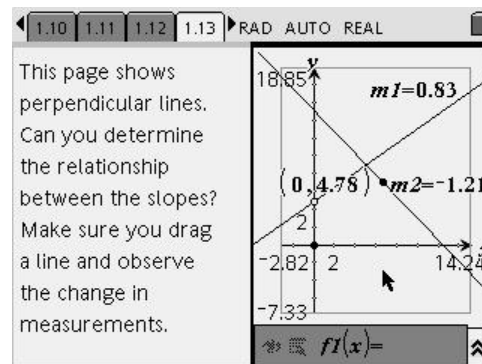 1.10 1.11 1.12 1.13 RAD AUTO REAL
This page shows
perpendicular lines.
Can you determine
the relationship
between the slopes?
Make sure you drag
a line and observe
the change in
measurements.
18.85 y
m1=0.83
(0,4.78) m2=-1.21
2
-2.82 2 14.24
-7.33
f1(x)=